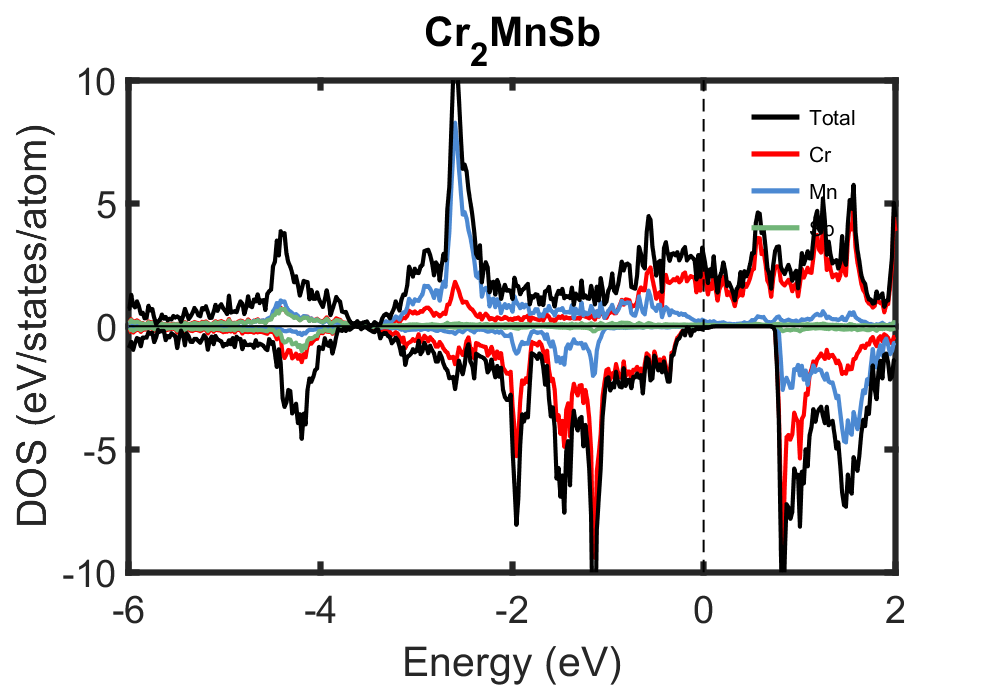 Cr₂MnSb
10
5
0
-5
-10
-6 -4 -2 0 2
DOS (eV/states/atom)
Energy (eV)
Total
Cr
Mn
Sb